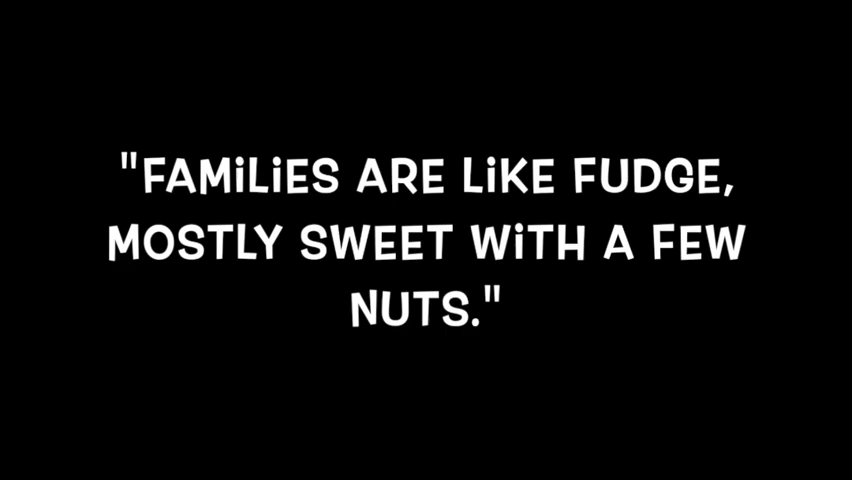 "FAMiLiES ARE LiKE FUDGE,
MOSTLY SWEET WiTH A FEW
NUTS."